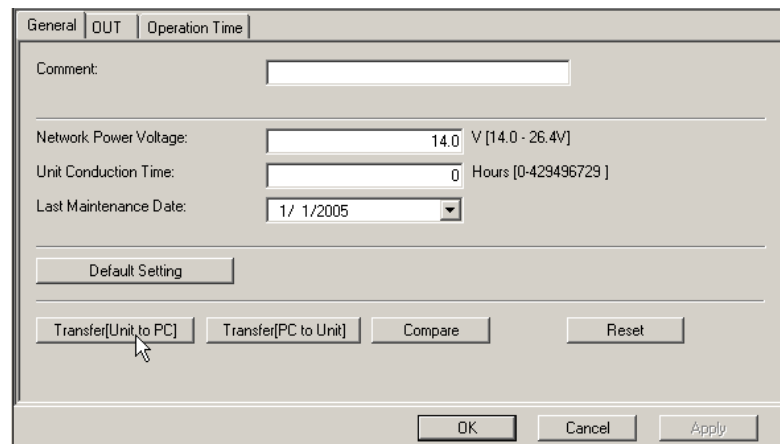 General OUT Operation Time
Comment:
Network Power Voltage: 14.0 V [14.0 - 26.4V]
Unit Conduction Time: 0 Hours [0-429496729 ]
Last Maintenance Date: 1/ 1/2005
Default Setting
Transfer[Unit to PC] Transfer[PC to Unit] Compare Reset
OK Cancel Apply